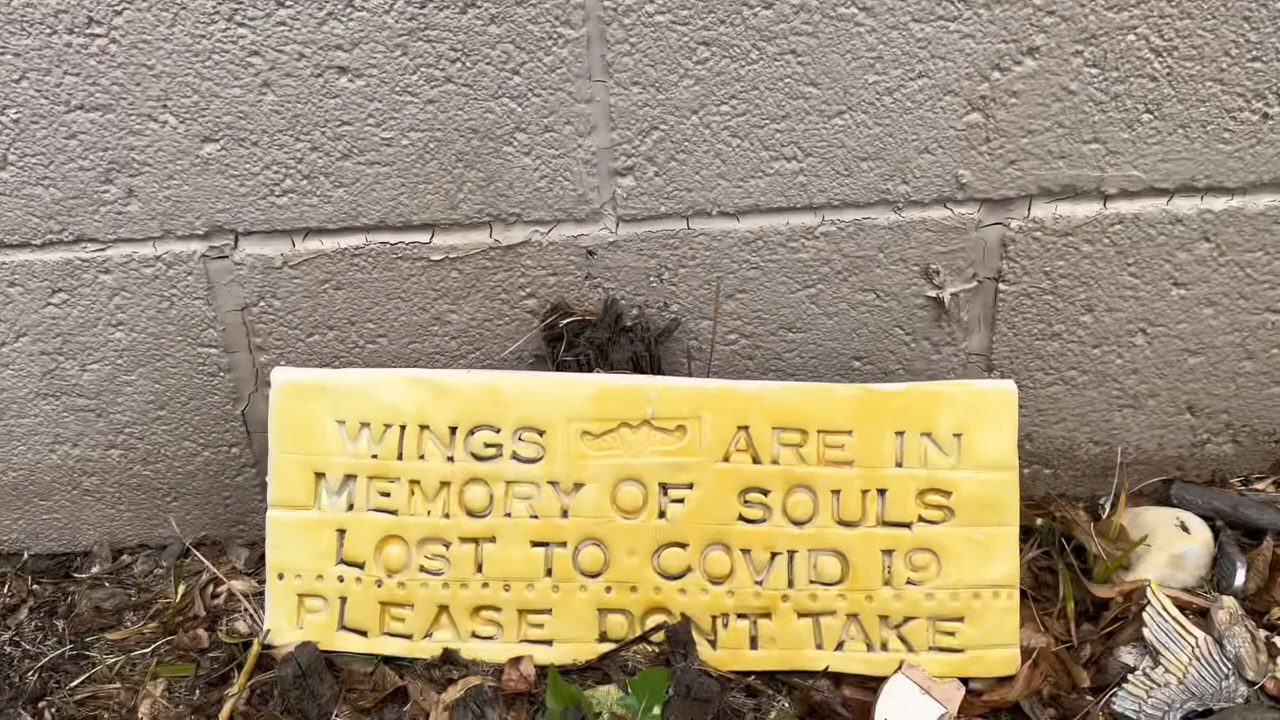 WINGS ARE IN
MEMORY OF SOULS
LOST TO COVID 19
PLEASE DON'T TAKE